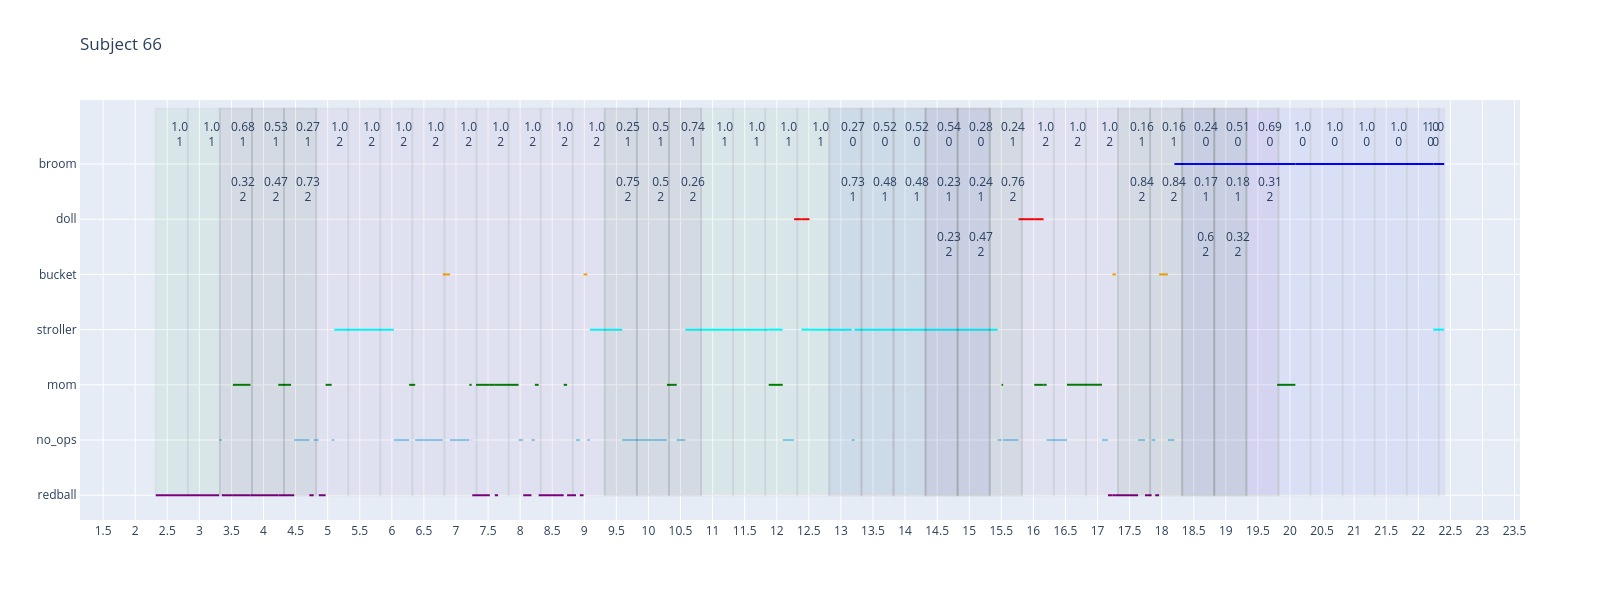 Subject 66
1.0 1.0 0.68 0.53 0.27 1.0 1.0 1.0 1.0 1.0 1.0 1.0 1.0 1.0 0.25 0.5 0.74 1.0 1.0 1.0 1.0 0.27 0.52 0.52 0.54 0.28 0.24 1.0 1.0 1.0 0.16 0.16 0.24 0.51 0.69 1.0 1.0 1.0 1.0 1.0
1 1 1 1 1 2 2 2 2 2 2 2 2 2 1 1 1 1 1 1 1 0 0 0 0 0 1 2 2 2 1 1 0 0 0 0 0 0 0 0
broom
0.32 0.47 0.73 0.75 0.5 0.26 0.73 0.48 0.48 0.23 0.24 0.76 0.84 0.84 0.17 0.18 0.31
2 2 2 2 2 2 1 1 1 1 1 2 2 2 1 1 2
doll
0.23 0.47 0.6 0.32
2 2 2 2
bucket
stroller
mom
no_ops
redball
1.5 2 2.5 3 3.5 4 4.5 5 5.5 6 6.5 7 7.5 8 8.5 9 9.5 10 10.5 11 11.5 12 12.5 13 13.5 14 14.5 15 15.5 16 16.5 17 17.5 18 18.5 19 19.5 20 20.5 21 21.5 22 22.5 23 23.5